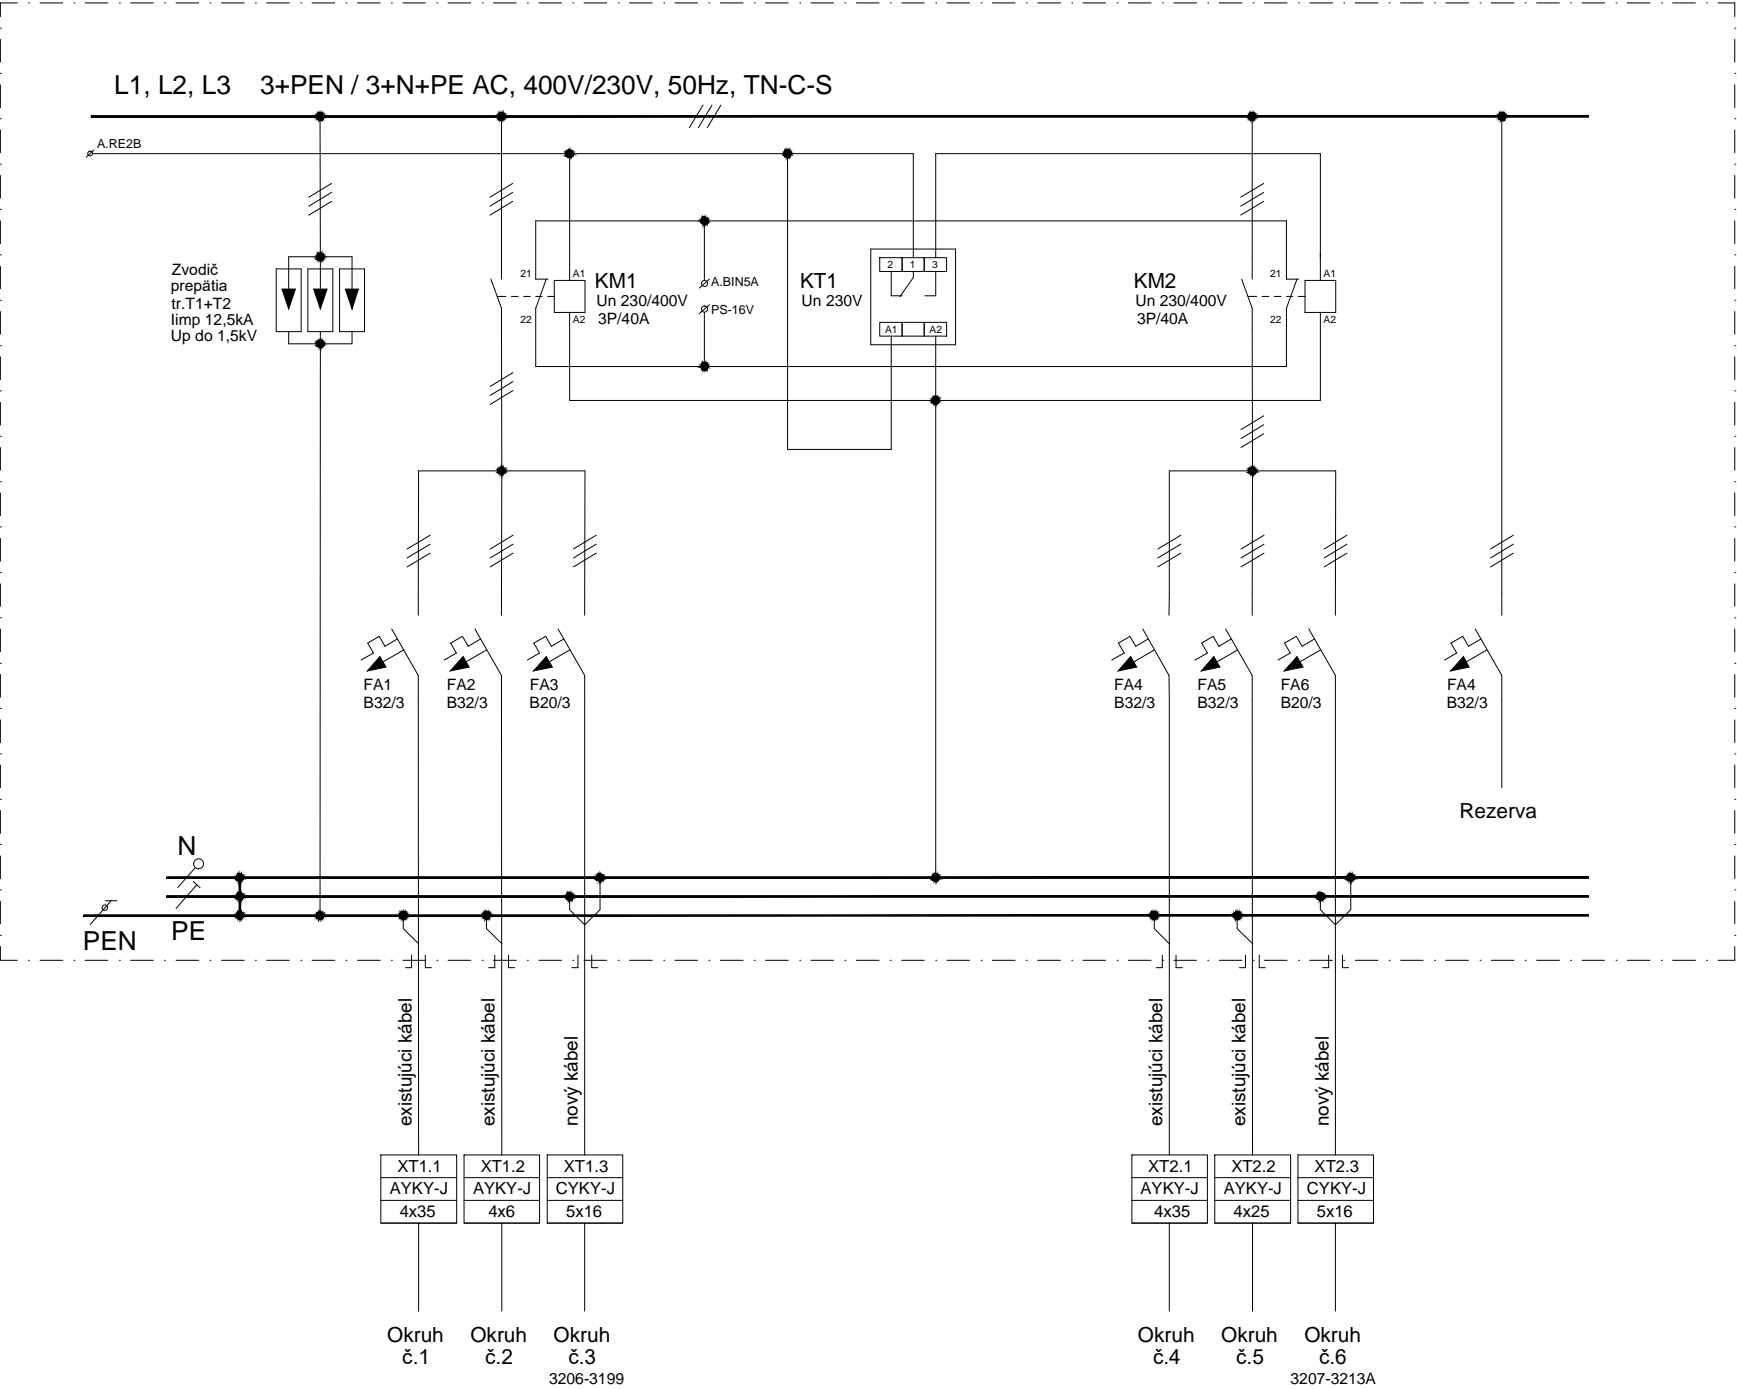 L1, L2, L3 3+PEN / 3+N+PE AC, 400V/230V, 50Hz, TN-C-S
A.RE2B
Zvodič
prepätia
tr.T1+T2
Iimp 12,5kA
Up do 1,5kV
21
22
A1
A2
KM1
Un 230/400V
3P/40A
A.BIN5A
PS-16V
KT1
Un 230V
2 1 3
A1 A2
KM2
Un 230/400V
3P/40A
21
22
A1
A2
FA1
B32/3
FA2
B32/3
FA3
B20/3
FA4
B32/3
FA5
B32/3
FA6
B20/3
FA4
B32/3
Rezerva
N
PE
PEN
existujúci kábel
existujúci kábel
nový kábel
existujúci kábel
existujúci kábel
nový kábel
XT1.1
AYKY-J
4x35
XT1.2
AYKY-J
4x6
XT1.3
CYKY-J
5x16
XT2.1
AYKY-J
4x35
XT2.2
AYKY-J
4x25
XT2.3
CYKY-J
5x16
Okruh
č.1
Okruh
č.2
Okruh
č.3
3206-3199
Okruh
č.4
Okruh
č.5
Okruh
č.6
3207-3213A